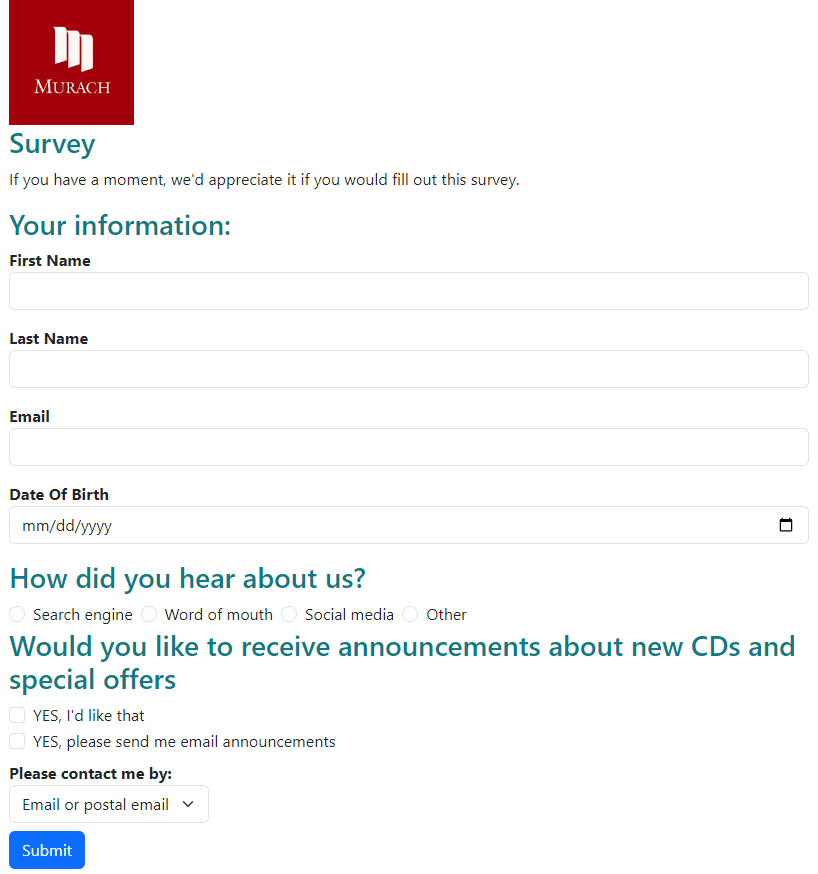 MURACH
Survey
If you have a moment, we'd appreciate it if you would fill out this survey.
Your information:
First Name
Last Name
Email
Date Of Birth
mm/dd/yyyy
How did you hear about us?
Search engine Word of mouth Social media Other
Would you like to receive announcements about new CDs and
special offers
YES, I'd like that
YES, please send me email announcements
Please contact me by:
Email or postal email
Submit